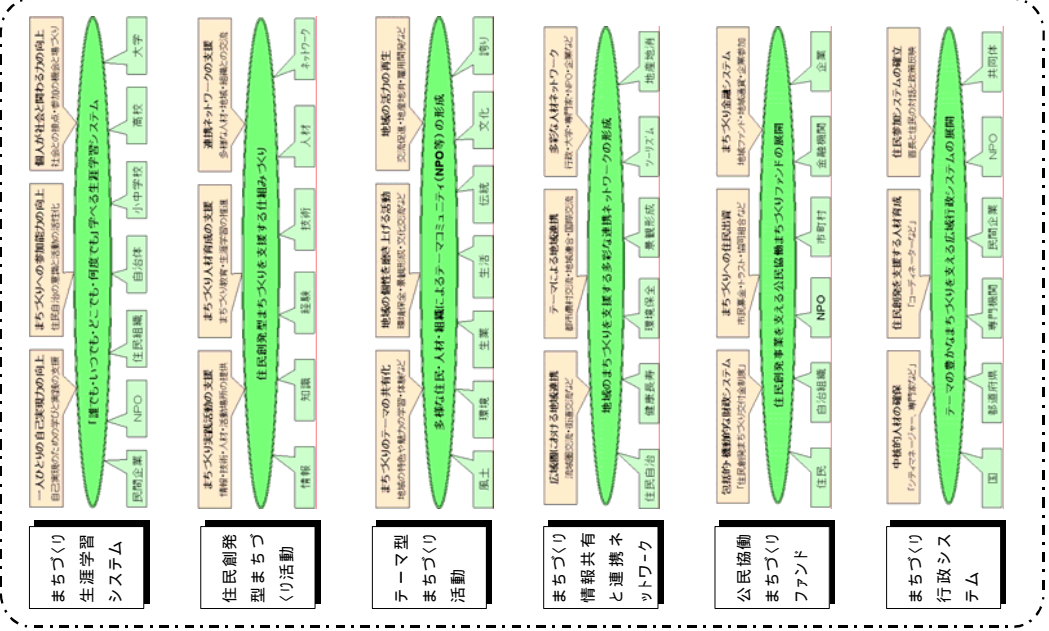 まちづくり
生涯学習
システム
一人ひとりの自己実現力の向上
自己実現のための学びと実践の支援
まちづくりへの参加能力の向上
住民自治の意識と活動の活性化
個人が社会と関わる力の向上
社会との接点・参加の機会と場づくり
「誰でも・いつでも・どこでも・何度でも」学べる生涯学習システム
民間企業
NPO
住民組織
自治体
小中学校
高校
大学
住民創発
型まちづ
くり活動
まちづくり実践活動の支援
情報・技術・人材・活動場所の提供
まちづくり人材育成の支援
まちづくり教育・生涯学習の推進
連携ネットワークの支援
多様な人材・地域・組織との交流
住民創発型まちづくりを支援する仕組みづくり
情報
知識
経験
技術
人材
ネットワーク
テーマ型
まちづくり
活動
まちづくりのテーマの共有化
地域の特色や魅力の学習・体験など
地域の個性を磨き上げる活動
環境保全・景観形成・文化交流など
地域の活力の再生
交流促進・地産地消・雇用開発など
多様な住民・人材・組織によるテーマコミュニティ(NPO等)の形成
風土
環境
生業
生活
伝統
文化
誇り
まちづくり
情報共有
と連携ネ
ットワーク
広域圏における地域連携
流域圏交流・街道交流など
テーマによる地域連携
都市農村交流・地域連合・国際交流
多彩な人材ネットワーク
行政・大学・専門家・NPO・企業など
地域のまちづくりを支援する多彩な連携ネットワークの形成
住民自治
健康長寿
環境保全
景観形成
ツーリズム
地産地消
公民協働
まちづくり
ファンド
包括的・機動的な財政システム
「住民創発まちづくり交付金制度」
まちづくりへの住民出資
市民基金・トラスト・協同組合など
まちづくり金融システム
地域ファンド・地域通貨・企業参加
住民創発事業を支える公民協働まちづくりファンドの展開
住民
自治組織
NPO
市町村
金融機関
企業
まちづくり
行政シス
テム
中核的人材の確保
「シティマネージャー、専門家など」
住民創発を支援する人材育成
「コーディネーターなど」
住民参加システムの確立
首長と住民の対話と政策反映
テーマの豊かなまちづくりを支える広域行政システムの展開
国
都道府県
専門機関
民間企業
NPO
共同体